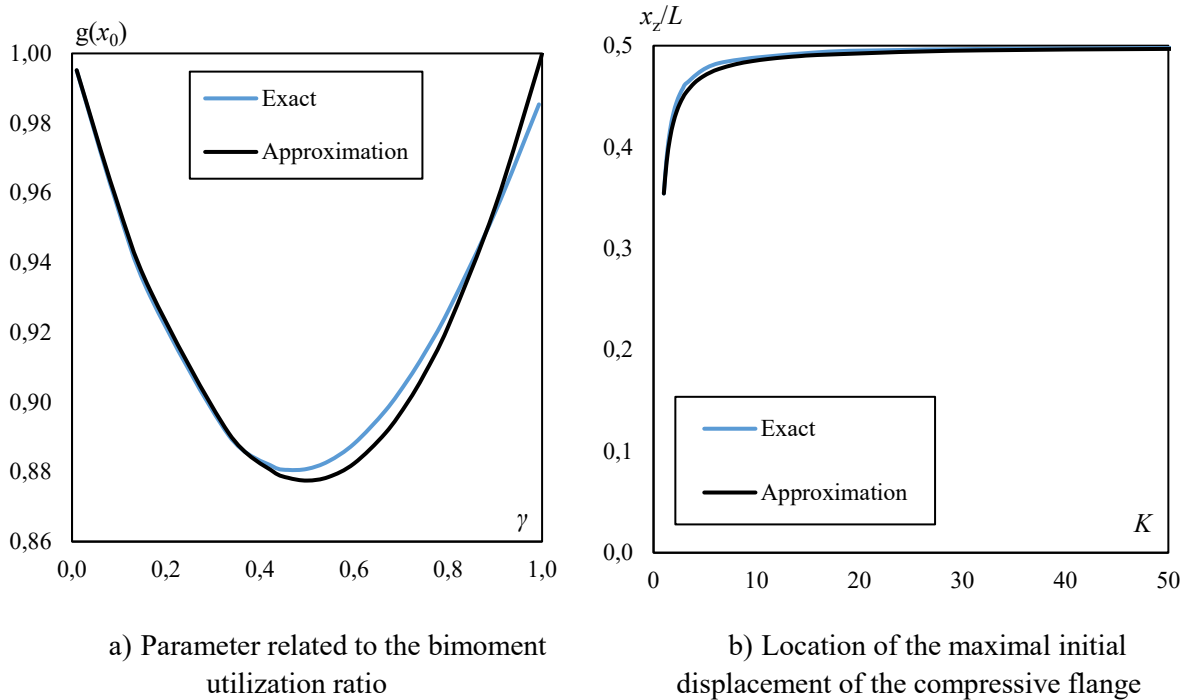 g(x₀)
1,00
0,98
0,96
0,94
0,92
0,90
0,88
0,86
Exact
Approximation
γ
0,0 0,2 0,4 0,6 0,8 1,0
a) Parameter related to the bimoment
utilization ratio
x_z/L
0,5
0,4
0,3
0,2
0,1
0,0
Exact
Approximation
K
0 10 20 30 40 50
b) Location of the maximal initial
displacement of the compressive flange